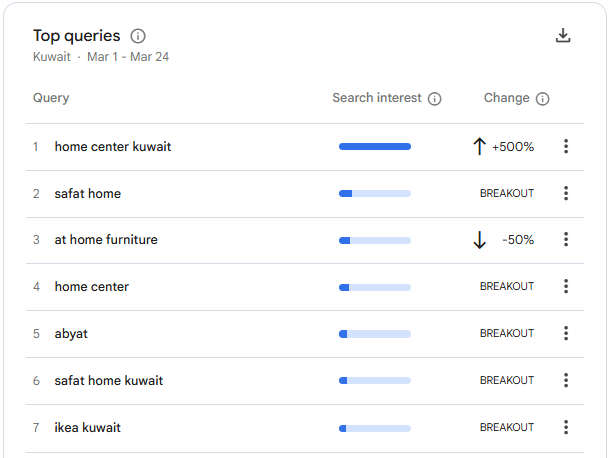 Top queries
Kuwait · Mar 1 - Mar 24
Query Search interest Change
1 home center kuwait +500%
2 safat home BREAKOUT
3 at home furniture -50%
4 home center BREAKOUT
5 abyat BREAKOUT
6 safat home kuwait BREAKOUT
7 ikea kuwait BREAKOUT